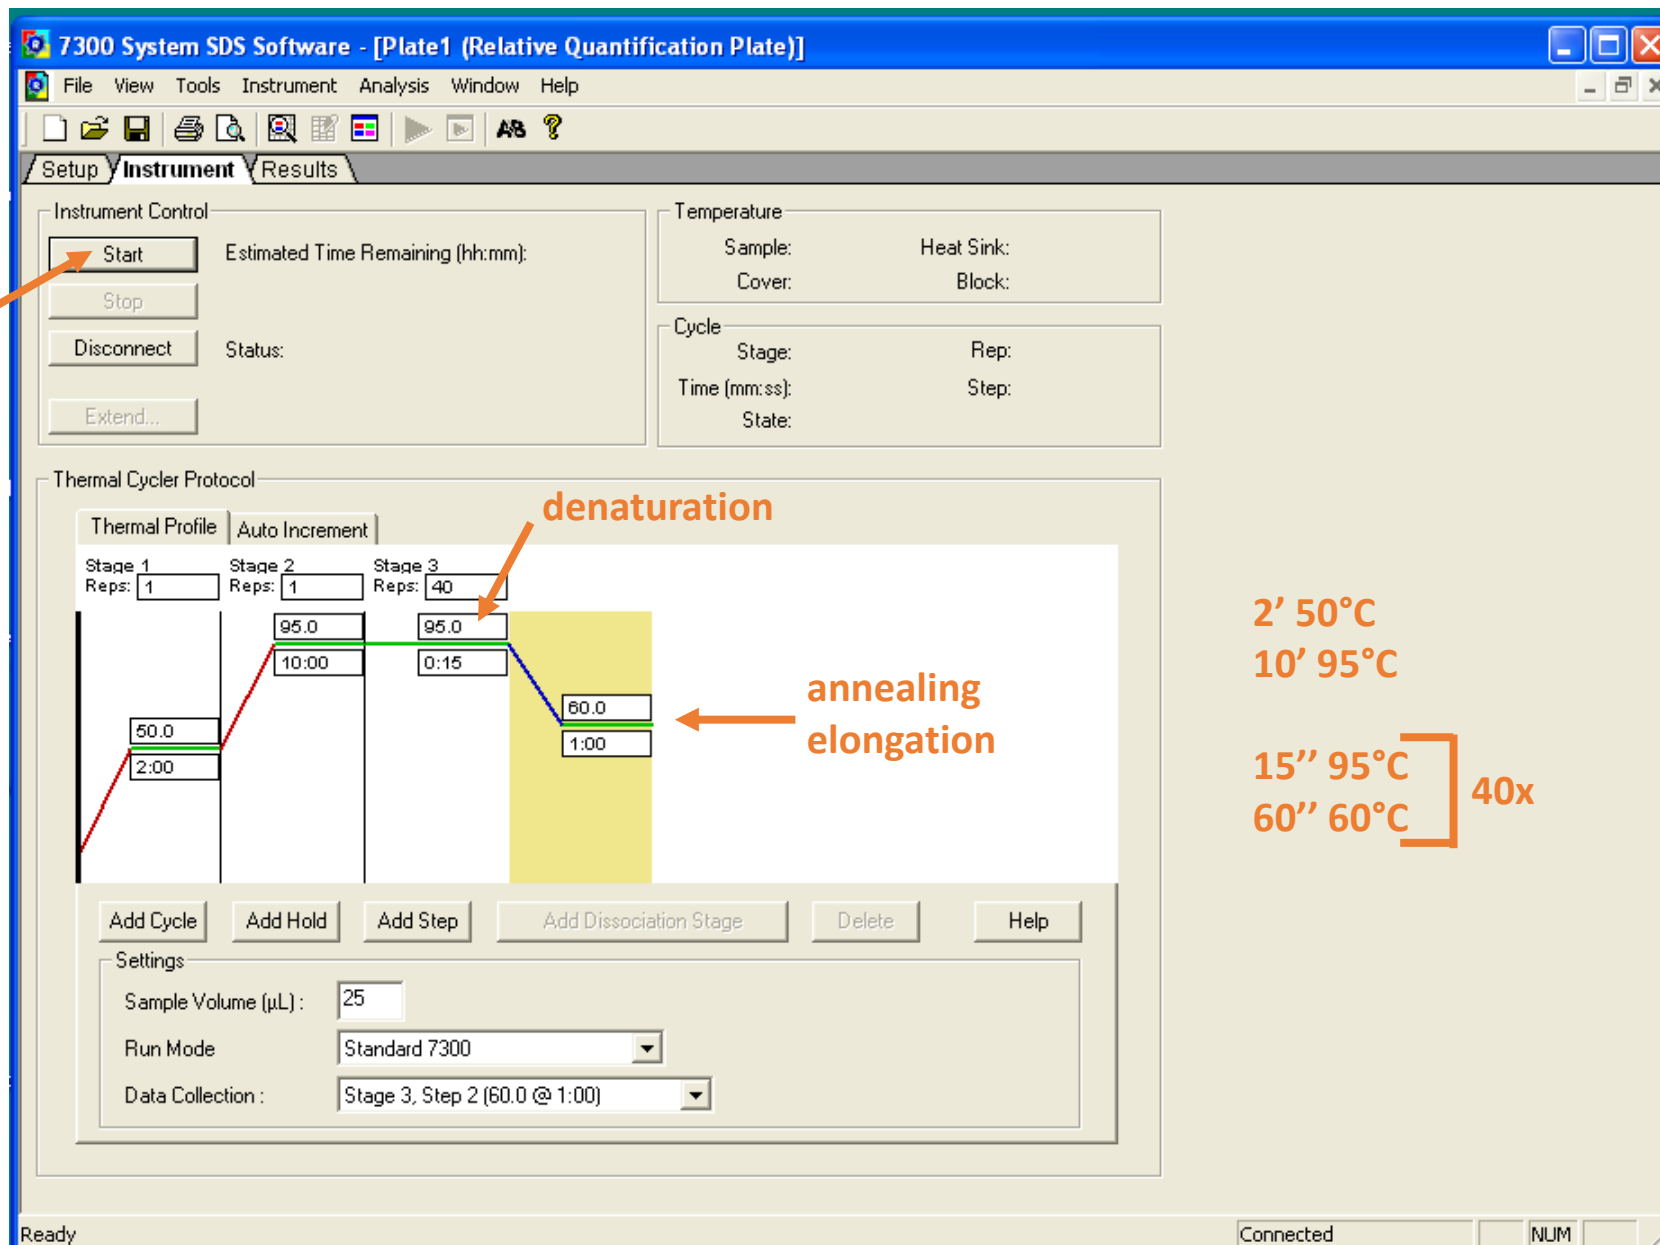 7300 System SDS Software - [Plate1 (Relative Quantification Plate)]
File View Tools Instrument Analysis Window Help
Setup Instrument Results
Instrument Control
Start
Estimated Time Remaining (hh:mm):
Stop
Disconnect
Status:
Extend...
Temperature
Sample: Heat Sink:
Cover: Block:
Cycle
Stage: Rep:
Time (mm:ss): Step:
State:
Thermal Cycler Protocol
denaturation
Thermal Profile Auto Increment
Stage 1 Stage 2 Stage 3
Reps: 1 Reps: 1 Reps: 40
95.0 95.0
10:00 0:15
60.0
1:00
50.0
2:00
annealing
elongation
2’ 50°C
10’ 95°C
15’’ 95°C
60’’ 60°C
40x
Add Cycle Add Hold Add Step Add Dissociation Stage Delete Help
Settings
Sample Volume (µL) : 25
Run Mode Standard 7300
Data Collection : Stage 3, Step 2 (60.0 @ 1:00)
Ready Connected NUM